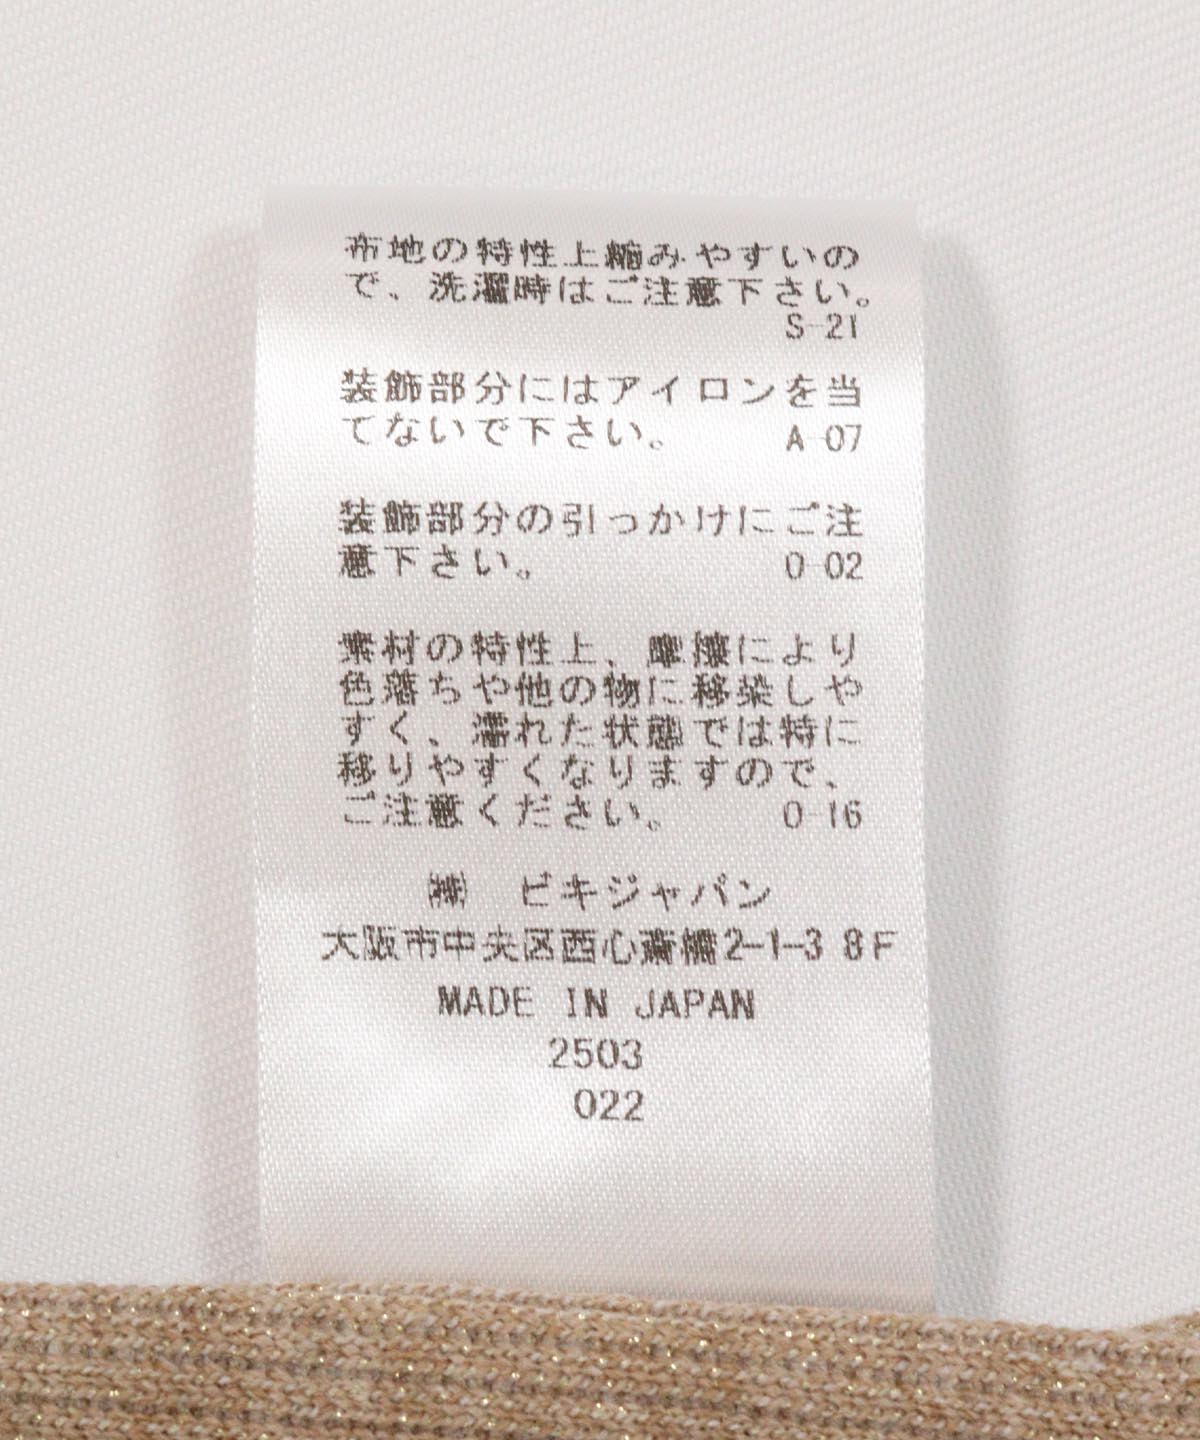 布地の特性上縮みやすいの
で、洗濯時はご注意下さい。
S-21
装飾部分にはアイロンを当
てないで下さい。 A-07
装飾部分の引っかけにご注
意下さい。 O-02
素材の特性上、摩擦により
色落ちや他の物に移染しや
すく、濡れた状態では特に
移りやすくなりますので、
ご注意ください。 O-16
㈱ ビキジャパン
大阪市中央区西心斎橋2-1-3 8F
MADE IN JAPAN
2503
022